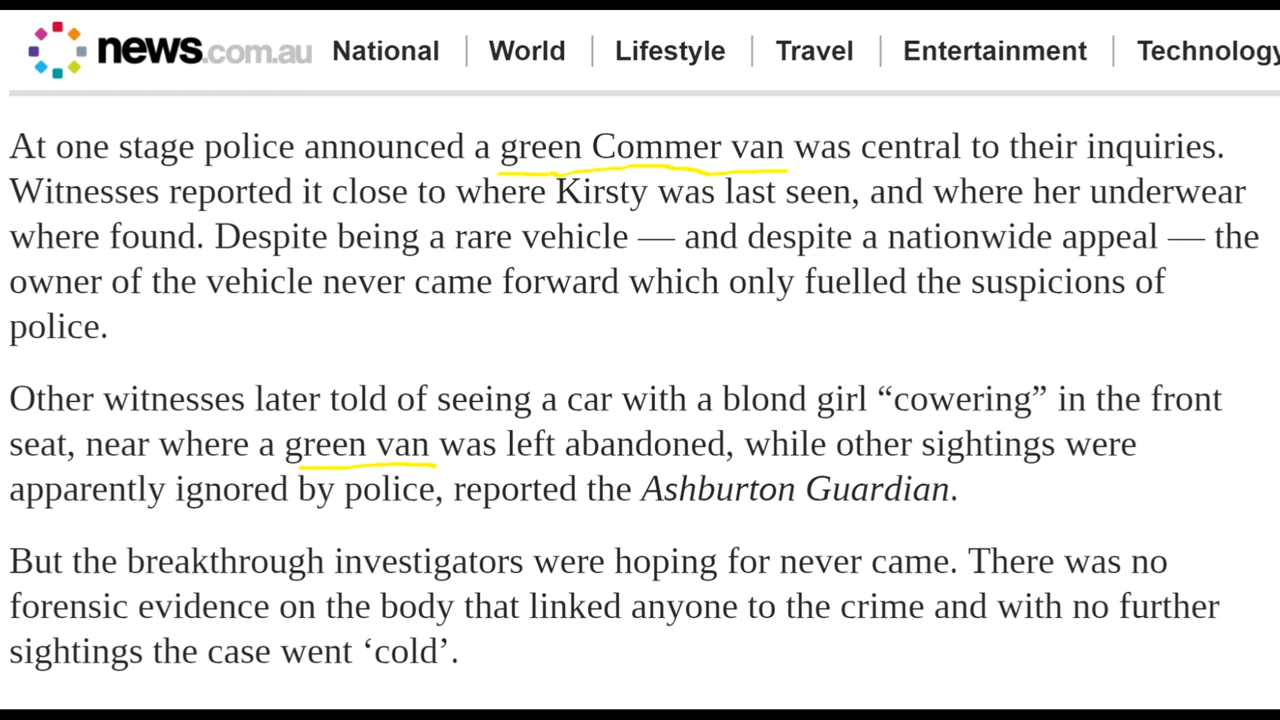 news.com.au National World Lifestyle Travel Entertainment Technology
At one stage police announced a green Commer van was central to their inquiries.
Witnesses reported it close to where Kirsty was last seen, and where her underwear
where found. Despite being a rare vehicle — and despite a nationwide appeal — the
owner of the vehicle never came forward which only fuelled the suspicions of
police.
Other witnesses later told of seeing a car with a blond girl “cowering” in the front
seat, near where a green van was left abandoned, while other sightings were
apparently ignored by police, reported the Ashburton Guardian.
But the breakthrough investigators were hoping for never came. There was no
forensic evidence on the body that linked anyone to the crime and with no further
sightings the case went ‘cold’.